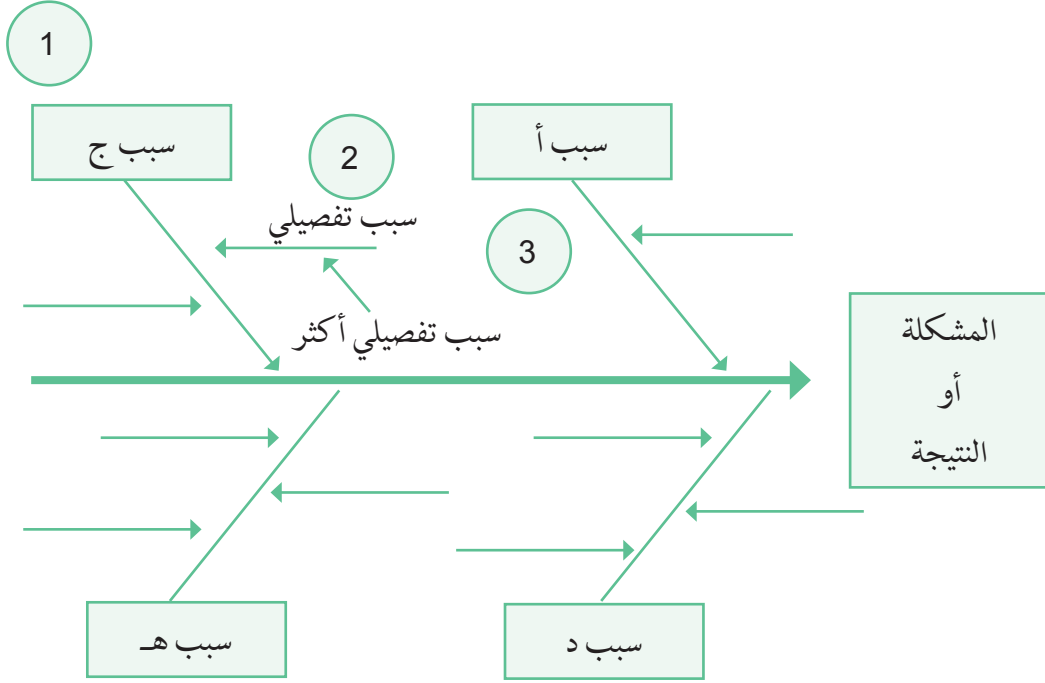 1
سبب أ
سبب ج
2
سبب تفصيلي
3
سبب تفصيلي أكثر
المشكلة
أو
النتيجة
سبب د
سبب هـ